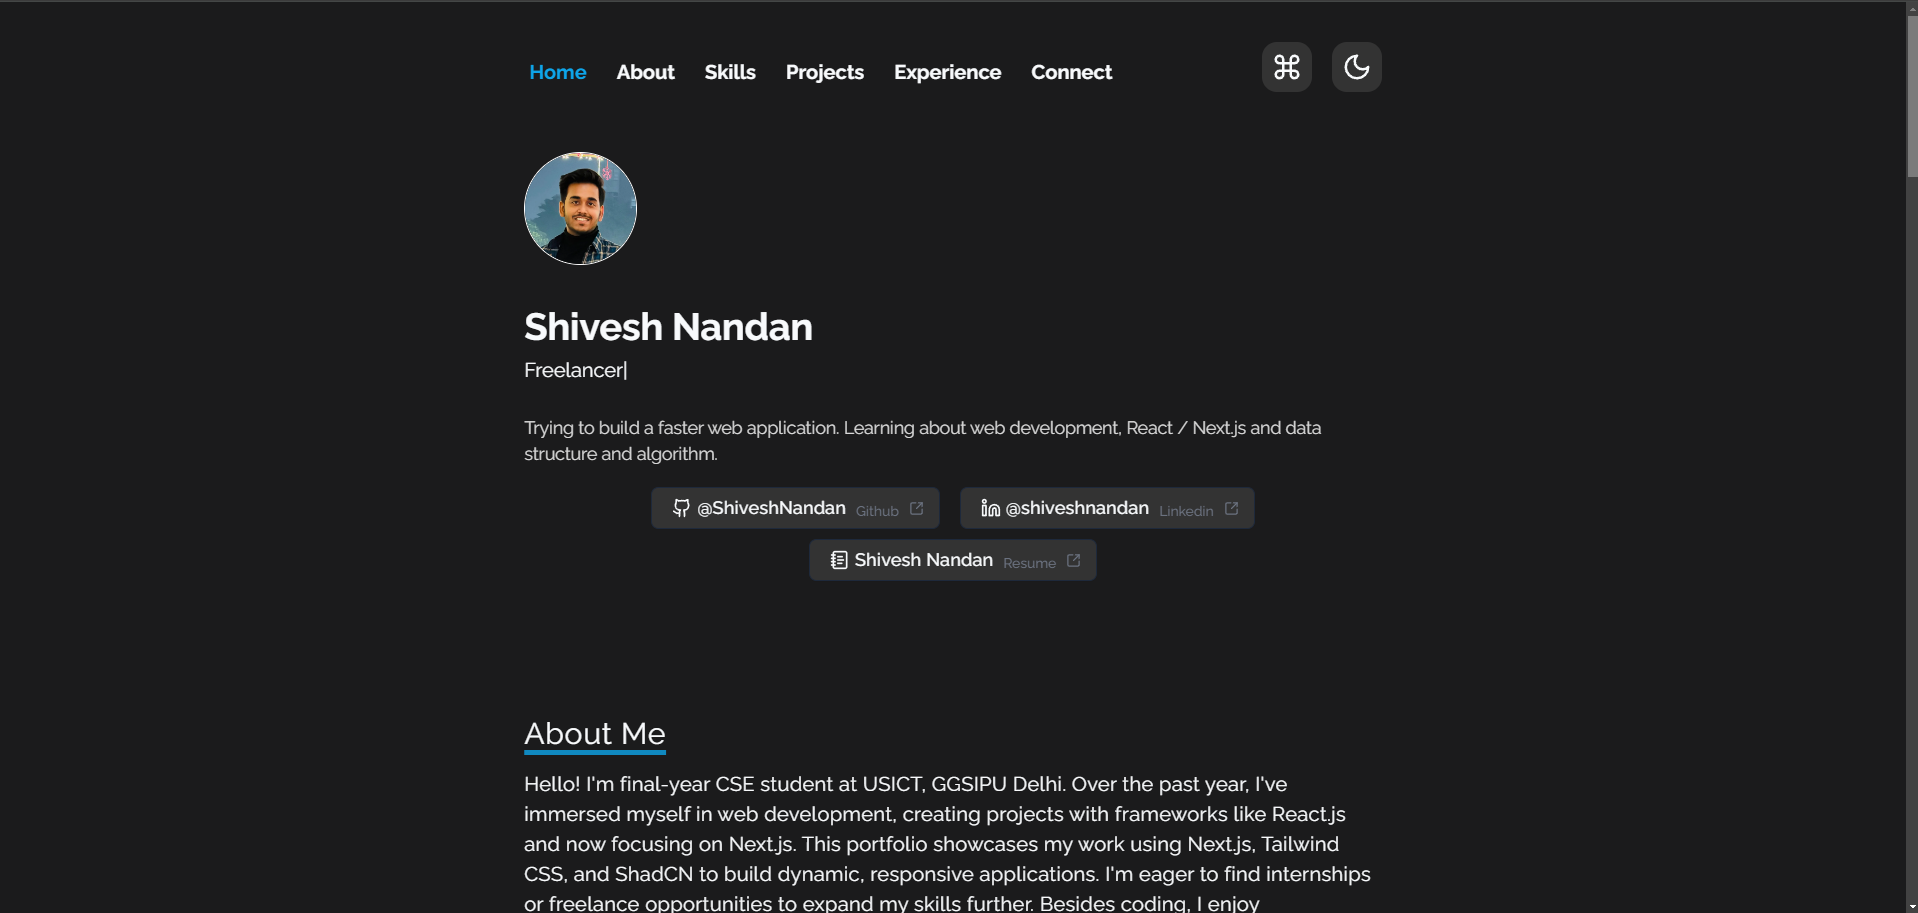 Home About Skills Projects Experience Connect
Shivesh Nandan
Freelancer|
Trying to build a faster web application. Learning about web development, React / Next.js and data
structure and algorithm.
@ShiveshNandan Github @shiveshnandan Linkedin
Shivesh Nandan Resume
About Me
Hello! I'm final-year CSE student at USICT, GGSIPU Delhi. Over the past year, I've
immersed myself in web development, creating projects with frameworks like React.js
and now focusing on Next.js. This portfolio showcases my work using Next.js, Tailwind
CSS, and ShadCN to build dynamic, responsive applications. I'm eager to find internships
or freelance opportunities to expand my skills further. Besides coding, I enjoy